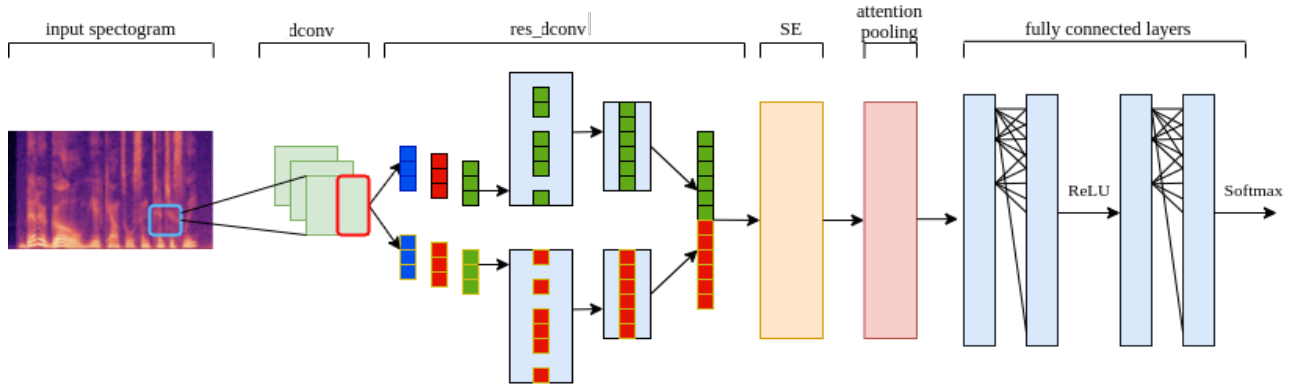 input spectogram
dconv
res_dconv
SE
attention
pooling
fully connected layers
ReLU
Softmax